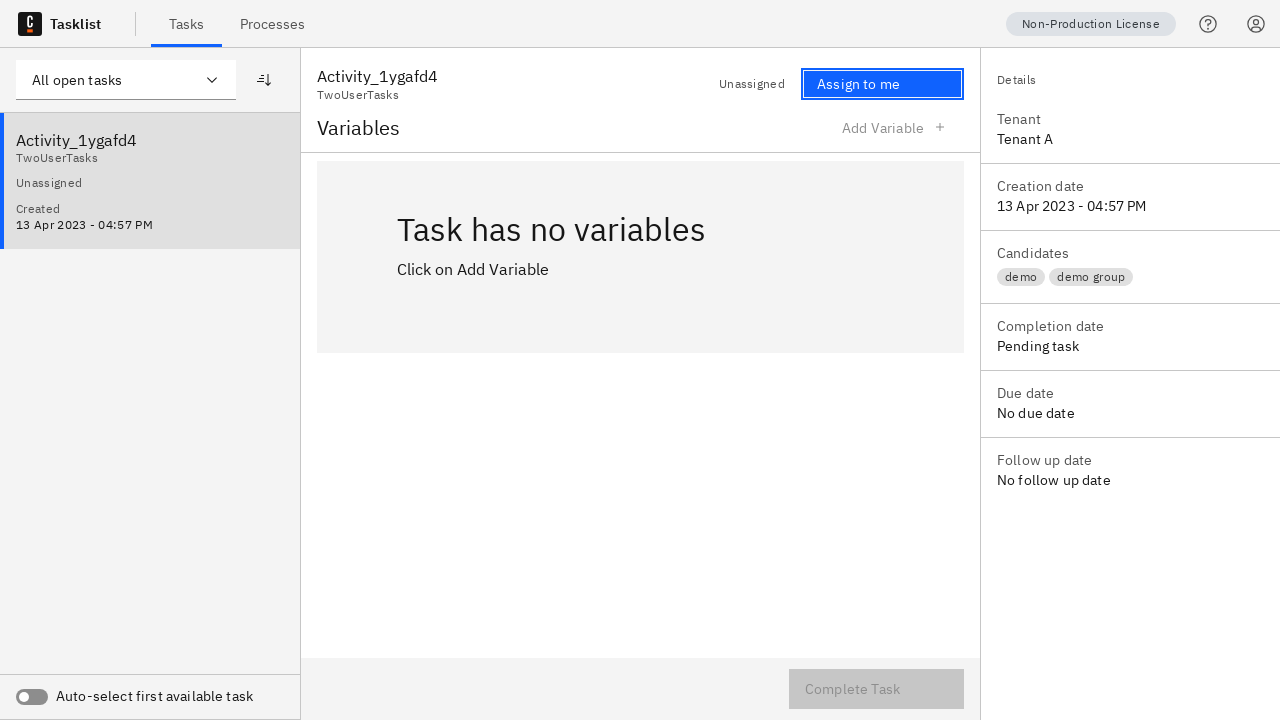 Tasklist
Tasks
Processes
Non-Production License
All open tasks
Activity_1ygafd4
TwoUserTasks
Unassigned
Created
13 Apr 2023 - 04:57 PM
Auto-select first available task
Activity_1ygafd4
TwoUserTasks
Unassigned
Assign to me
Variables
Add Variable
Task has no variables
Click on Add Variable
Complete Task
Details
Tenant
Tenant A
Creation date
13 Apr 2023 - 04:57 PM
Candidates
demo
demo group
Completion date
Pending task
Due date
No due date
Follow up date
No follow up date